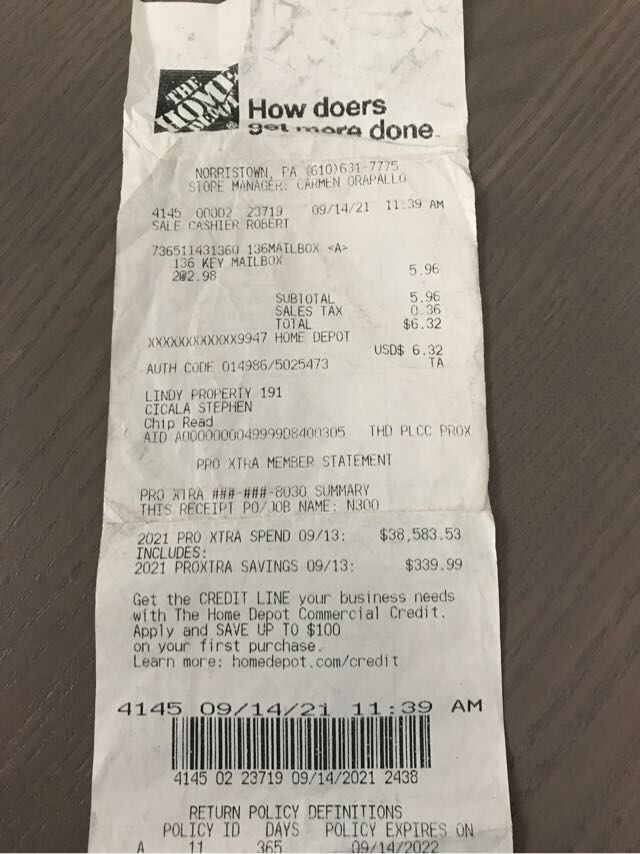 THE HOME DEPOT
How doers
get more done.
NORRISTOWN, PA (610)631-7775
STORE MANAGER: CARMEN ORAPALLO
4145 00002 23719 09/14/21 11:39 AM
SALE CASHIER ROBERT
736511431360 136MAILBOX <A>
136 KEY MAILBOX
2@2.98 5.96
SUBTOTAL 5.96
SALES TAX 0.36
TOTAL $6.32
XXXXXXXXXXXX9947 HOME DEPOT
USD$ 6.32
AUTH CODE 014986/5025473 TA
LINDY PROPERTY 191
CICALA STEPHEN
Chip Read
AID A0000000049999D8400305 THD PLCC PROX
PRO XTRA MEMBER STATEMENT
PRO XTRA ###-###-8030 SUMMARY
THIS RECEIPT PO/JOB NAME: N300
2021 PRO XTRA SPEND 09/13: $38,583.53
INCLUDES:
2021 PROXTRA SAVINGS 09/13: $339.99
Get the CREDIT LINE your business needs
with The Home Depot Commercial Credit.
Apply and SAVE UP TO $100
on your first purchase.
Learn more: homedepot.com/credit
4145 09/14/21 11:39 AM
4145 02 23719 09/14/2021 2438
RETURN POLICY DEFINITIONS
POLICY ID DAYS POLICY EXPIRES ON
A 11 365 09/14/2022